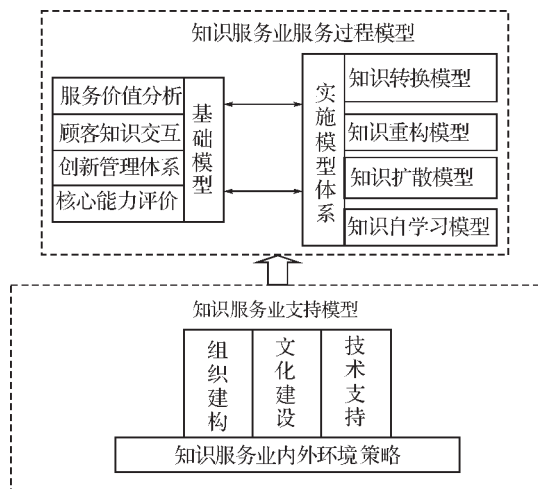 知识服务业服务过程模型
服务价值分析
顾客知识交互
创新管理体系
核心能力评价
基础模型
实施模型体系
知识转换模型
知识重构模型
知识扩散模型
知识自学习模型
知识服务业支持模型
组织建构
文化建设
技术支持
知识服务业内外环境策略